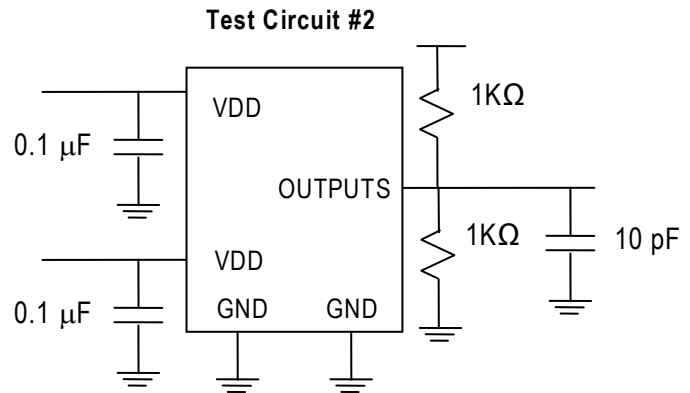 Test Circuit #2
VDD
1KΩ
0.1 μF
OUTPUTS
1KΩ
10 pF
VDD
0.1 μF
GND GND